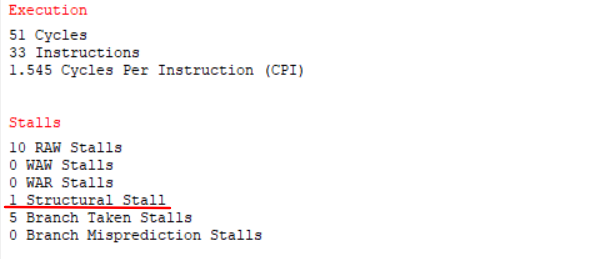 Execution
51 Cycles
33 Instructions
1.545 Cycles Per Instruction (CPI)
Stalls
10 RAW Stalls
0 WAW Stalls
0 WAR Stalls
1 Structural Stall
5 Branch Taken Stalls
0 Branch Misprediction Stalls